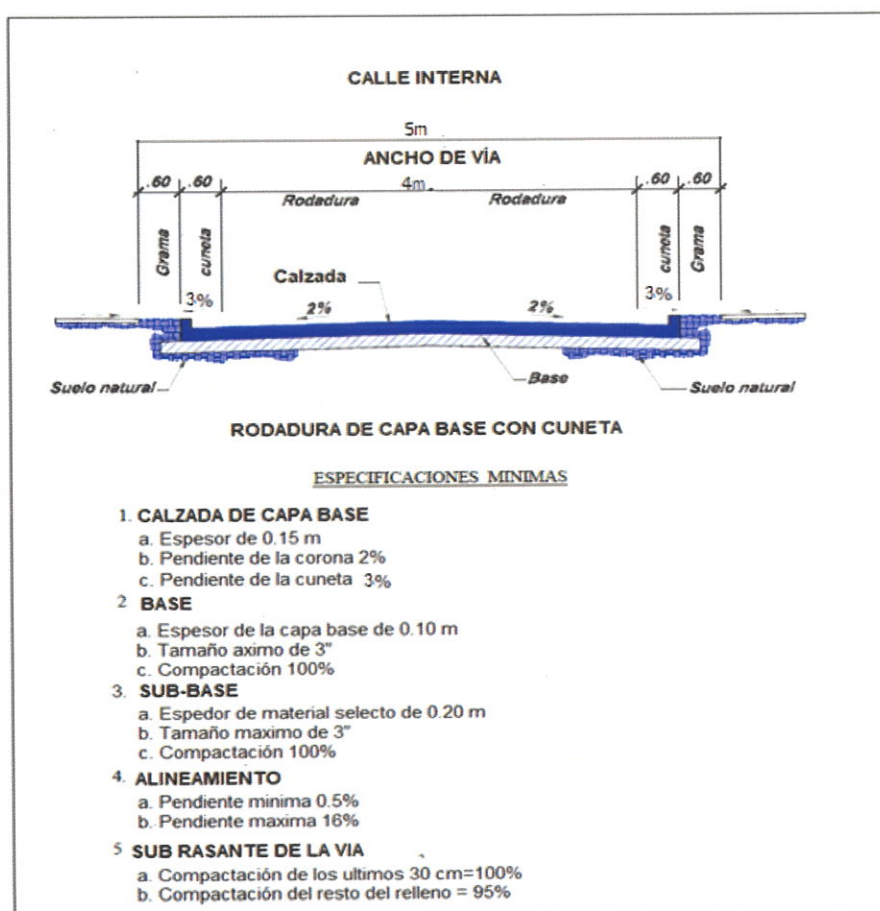 CALLE INTERNA
5m
ANCHO DE VÍA
.60 .60 4m .60 .60
Rodadura Rodadura
Grama cuneta cuneta Grama
Calzada
3% 2% 2% 3%
Suelo natural Base Suelo natural
RODADURA DE CAPA BASE CON CUNETA
ESPECIFICACIONES MINIMAS
1. CALZADA DE CAPA BASE
a. Espesor de 0.15 m
b. Pendiente de la corona 2%
c. Pendiente de la cuneta 3%
2 BASE
a. Espesor de la capa base de 0.10 m
b. Tamaño aximo de 3"
c. Compactación 100%
3. SUB-BASE
a. Espedor de material selecto de 0.20 m
b. Tamaño maximo de 3"
c. Compactación 100%
4. ALINEAMIENTO
a. Pendiente minima 0.5%
b. Pendiente maxima 16%
5 SUB RASANTE DE LA VIA
a. Compactación de los ultimos 30 cm=100%
b. Compactación del resto del relleno = 95%